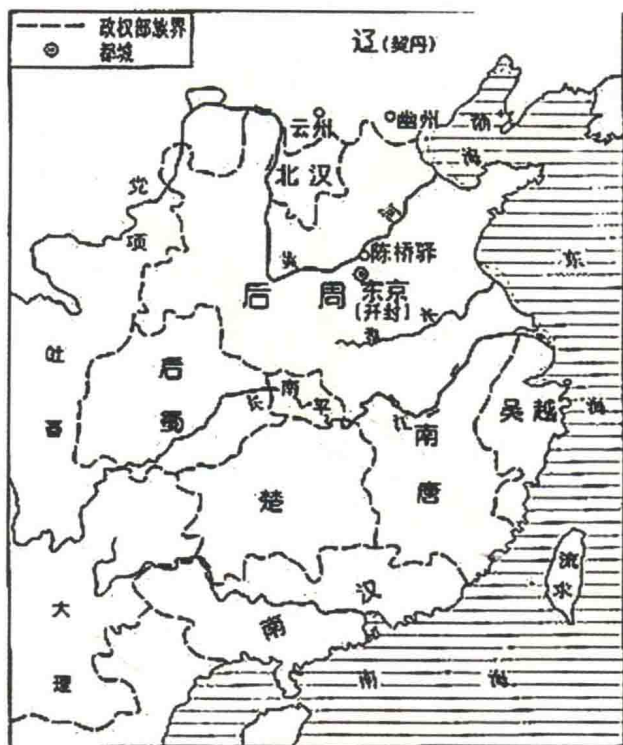 政权部族界
都城
辽(契丹)
云州
幽州
渤海
北汉
党项
黄河
陈桥驿
东京
(开封)
后周
东海
吐蕃
后蜀
长江
南平
南唐
吴越
楚
流求
南汉
大理
南海